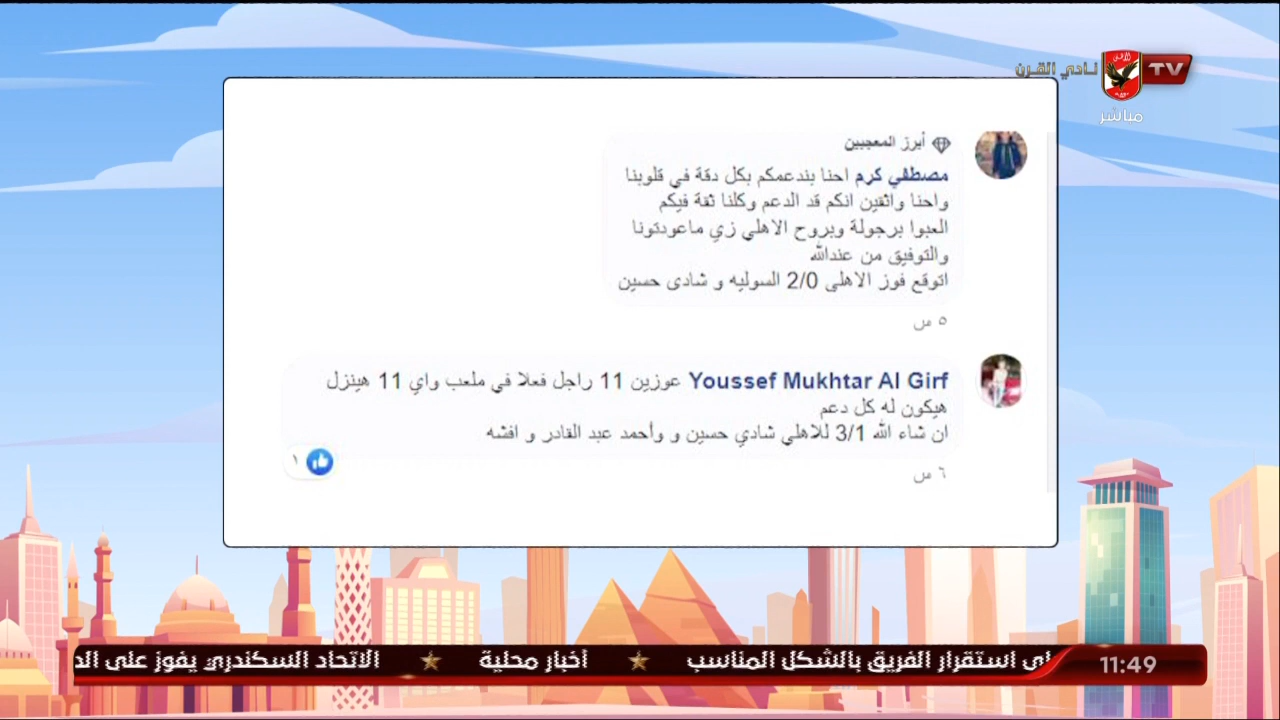 نادي القرن
TV
مباشر
أبرز المعجبين
مصطفي كرم احنا بندعمكم بكل دقة في قلوبنا
واحنا واثقين انكم قد الدعم وكلنا ثقة فيكم
العبوا برجولة وبروح الاهلي زي ماعودتونا
والتوفيق من عندالله
اتوقع فوز الاهلى 2/0 السوليه و شادى حسين
٥ س
Youssef Mukhtar Al Girf عوزين 11 راجل فعلا في ملعب واي 11 هينزل
هيكون له كل دعم
ان شاء الله 3/1 للاهلي شادي حسين و وأحمد عبد القادر و افشه
١
٦ س
11:49
استقرار الفريق بالشكل المناسب ★ أخبار محلية ★ الاتحاد السكندري يفوز على